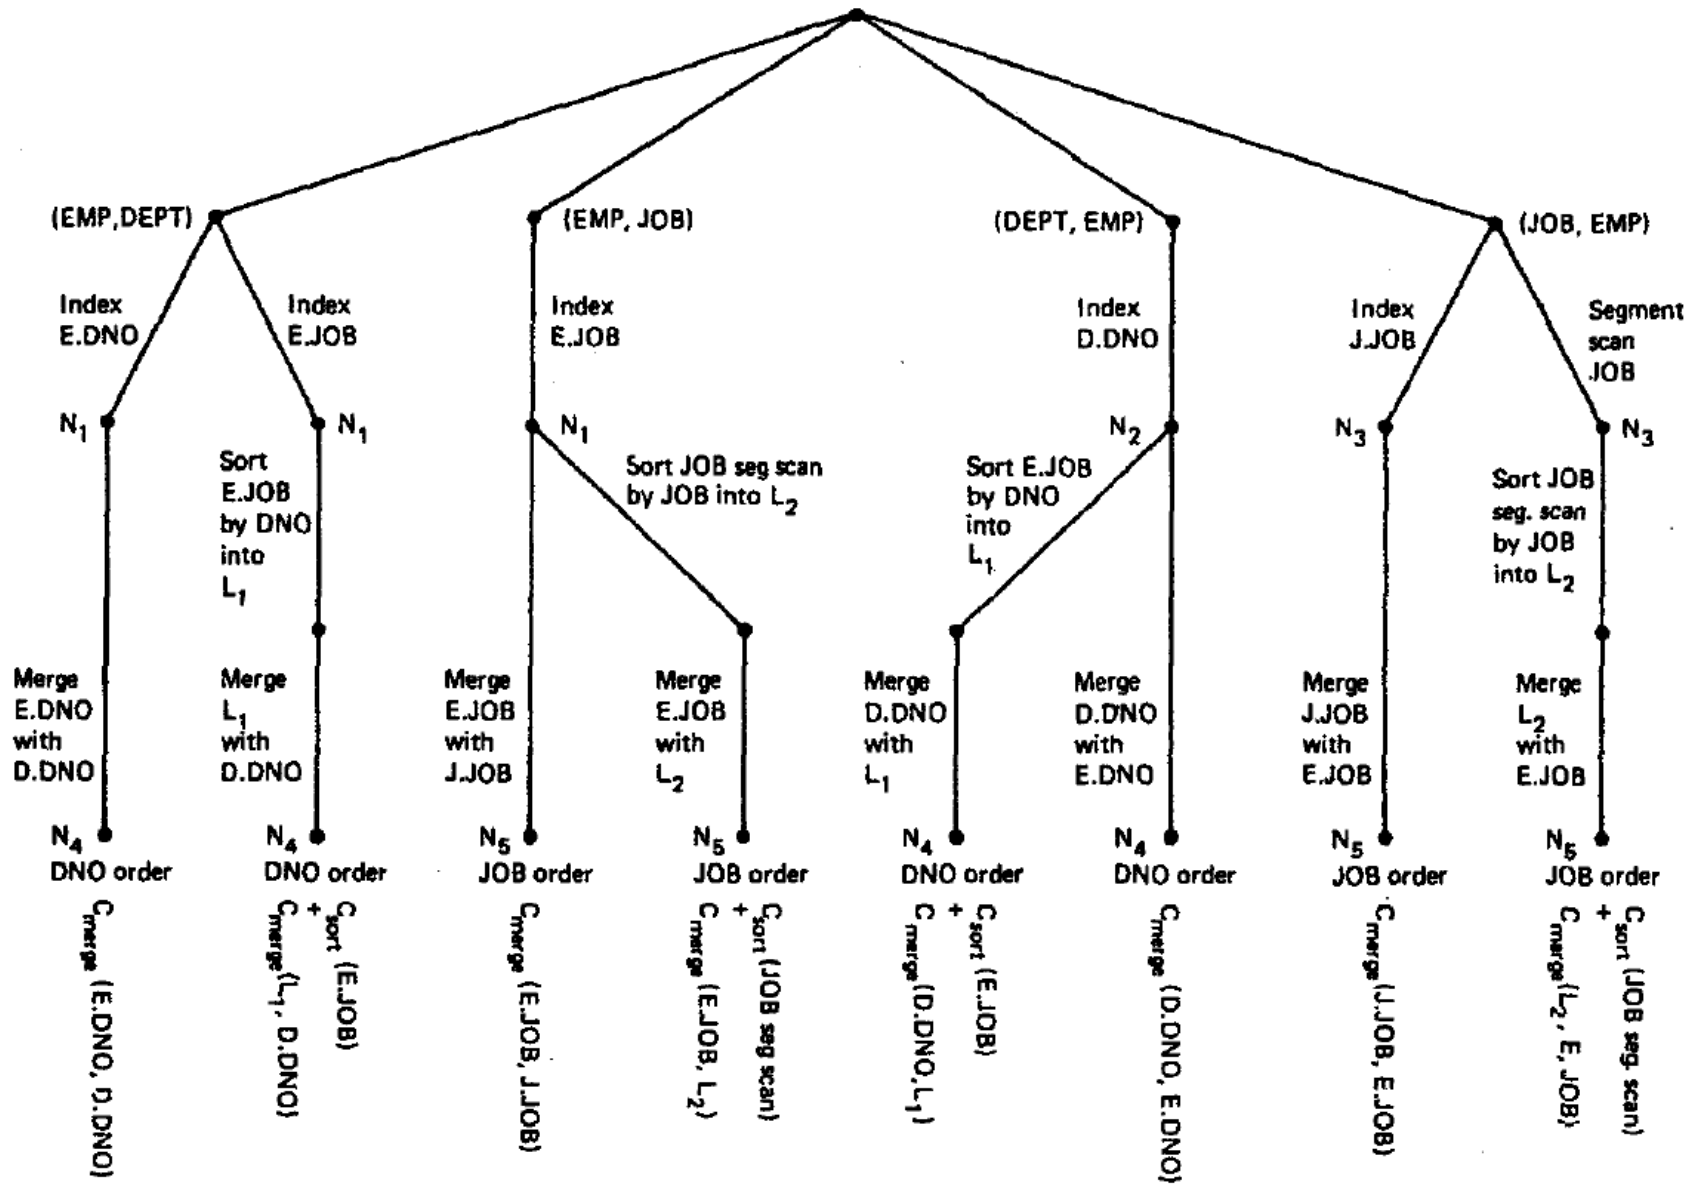 (EMP,DEPT)
(EMP, JOB)
(DEPT, EMP)
(JOB, EMP)
Index
E.DNO
Index
E.JOB
Index
E.JOB
Index
D.DNO
Index
J.JOB
Segment
scan
JOB
N1
N1
N1
N2
N3
N3
Sort
E.JOB
by DNO
into
L1
Sort JOB seg scan
by JOB into L2
Sort E.JOB
by DNO
into
L1
Sort JOB
seg. scan
by JOB
into L2
Merge
E.DNO
with
D.DNO
Merge
L1
with
D.DNO
Merge
E.JOB
with
J.JOB
Merge
E.JOB
with
L2
Merge
D.DNO
with
L1
Merge
D.DNO
with
E.DNO
Merge
J.JOB
with
E.JOB
Merge
L2
with
E.JOB
N4
DNO order
N4
DNO order
N5
JOB order
N5
JOB order
N4
DNO order
N4
DNO order
N5
JOB order
N5
JOB order
Cmerge (E.DNO, D.DNO)
Csort (E.JOB)
+
Cmerge (L1, D.DNO)
Cmerge (E.JOB, J.JOB)
Csort (JOB seg scan)
+
Cmerge (E.JOB, L2)
Csort (E.JOB)
+
Cmerge (D.DNO, L1)
Cmerge (D.DNO, E.DNO)
Cmerge (J.JOB, E.JOB)
Csort (JOB seg. scan)
+
Cmerge (L2, E, JOB)